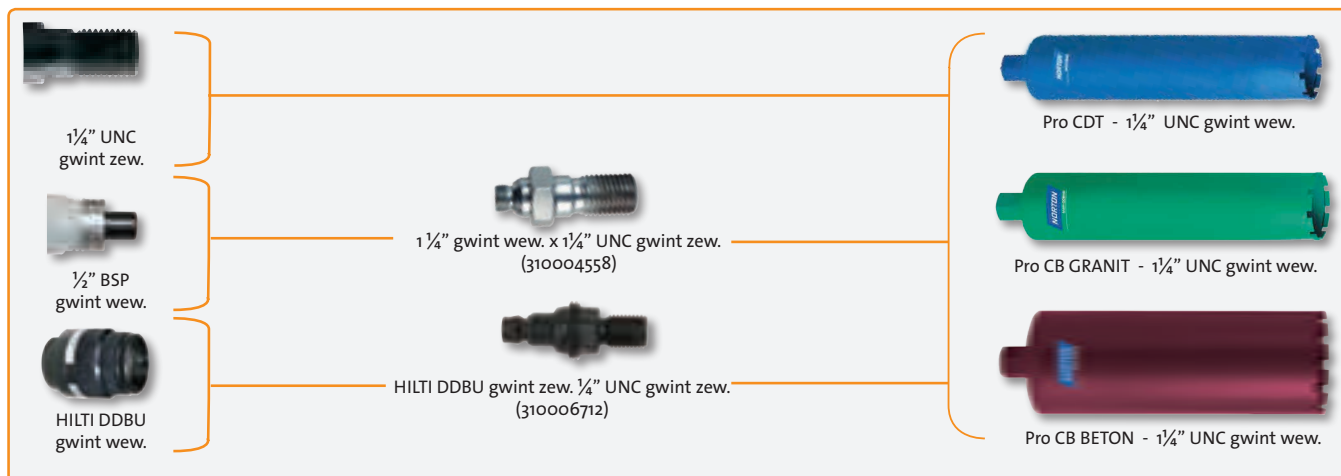 1¼” UNC
gwint zew.
½” BSP
gwint wew.
HILTI DDBU
gwint wew.
1 ¼” gwint wew. x 1¼” UNC gwint zew.
(310004558)
HILTI DDBU gwint zew. ¼” UNC gwint zew.
(310006712)
NORTON
Pro CDT - 1¼” UNC gwint wew.
NORTON
Pro CB GRANIT - 1¼” UNC gwint wew.
Pro CB BETON - 1¼” UNC gwint wew.